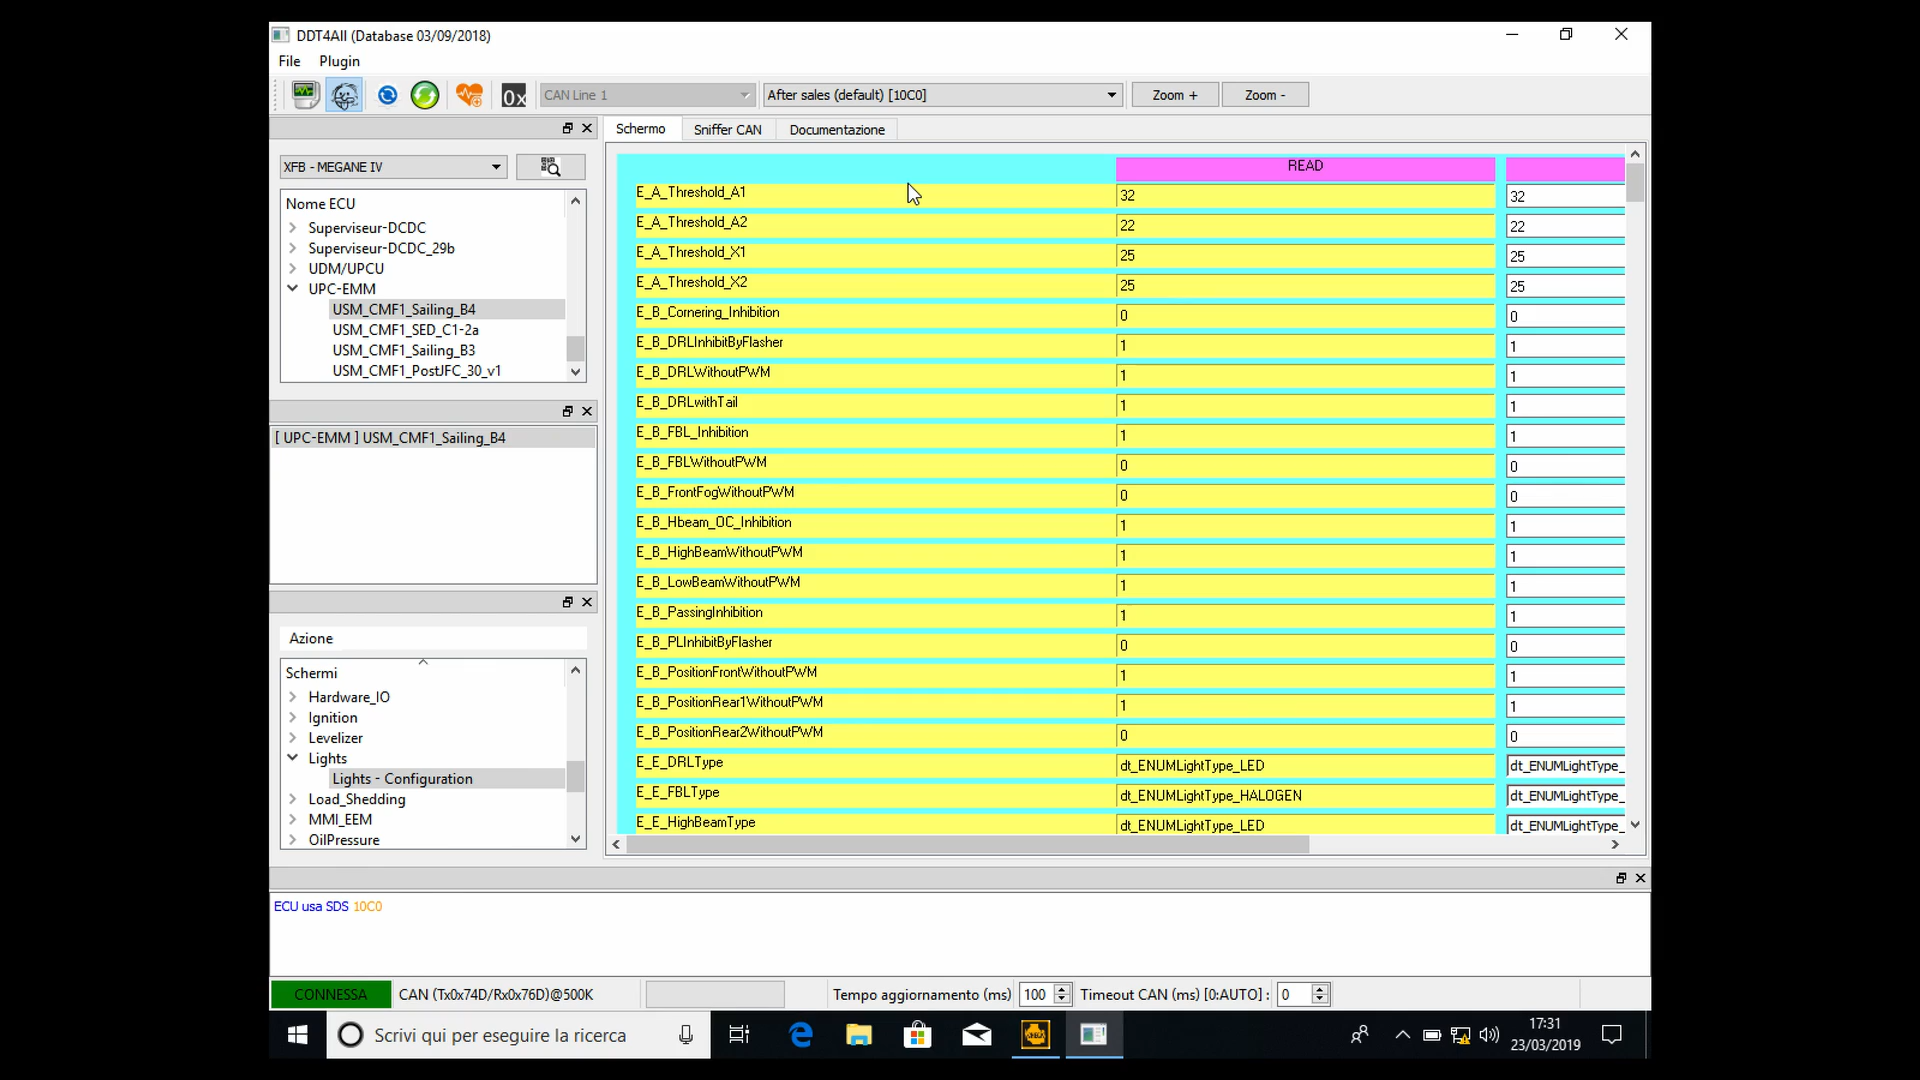 DDT4All (Database 03/09/2018)
File Plugin
0x CAN Line 1 After sales (default) [10C0] Zoom + Zoom -
Schermo Sniffer CAN Documentazione
XFB - MEGANE IV
Nome ECU
Superviseur-DCDC
Superviseur-DCDC_29b
UDM/UPCU
UPC-EMM
USM_CMF1_Sailing_B4
USM_CMF1_SED_C1-2a
USM_CMF1_Sailing_B3
USM_CMF1_PostJFC_30_v1
[ UPC-EMM ] USM_CMF1_Sailing_B4
Azione
Schermi
Hardware_IO
Ignition
Levelizer
Lights
Lights - Configuration
Load_Shedding
MMI_EEM
OilPressure
READ
E_A_Threshold_A1 32 32
E_A_Threshold_A2 22 22
E_A_Threshold_X1 25 25
E_A_Threshold_X2 25 25
E_B_Cornering_Inhibition 0 0
E_B_DRLInhibitByFlasher 1 1
E_B_DRLWithoutPWM 1 1
E_B_DRLwithTail 1 1
E_B_FBL_Inhibition 1 1
E_B_FBLWithoutPWM 0 0
E_B_FrontFogWithoutPWM 0 0
E_B_Hbeam_OC_Inhibition 1 1
E_B_HighBeamWithoutPWM 1 1
E_B_LowBeamWithoutPWM 1 1
E_B_PassingInhibition 1 1
E_B_PLInhibitByFlasher 0 0
E_B_PositionFrontWithoutPWM 1 1
E_B_PositionRear1WithoutPWM 1 1
E_B_PositionRear2WithoutPWM 0 0
E_E_DRLType dt_ENUMLightType_LED dt_ENUMLightType_
E_E_FBLType dt_ENUMLightType_HALOGEN dt_ENUMLightType_
E_E_HighBeamType dt_ENUMLightType_LED dt_ENUMLightType_
ECU usa SDS 10C0
CONNESSA CAN (Tx0x74D/Rx0x76D)@500K Tempo aggiornamento (ms) 100 Timeout CAN (ms) [0:AUTO] : 0
Scrivi qui per eseguire la ricerca
17:31
23/03/2019